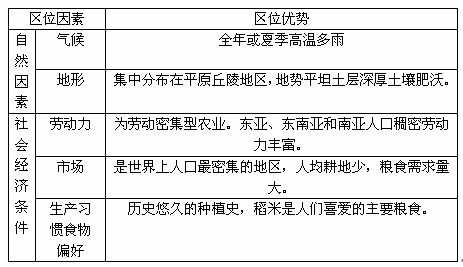 区位因素 区位优势
自然因素
气候 全年或夏季高温多雨
地形 集中分布在平原丘陵地区，地势平坦土层深厚土壤肥沃。
社会经济条件
劳动力 为劳动密集型农业。东亚、东南亚和南亚人口稠密劳动
力丰富。
市场 是世界上人口最密集的地区，人均耕地少，粮食需求量
大。
生产习
惯食物
偏好
历史悠久的种植史，稻米是人们喜爱的主要粮食。